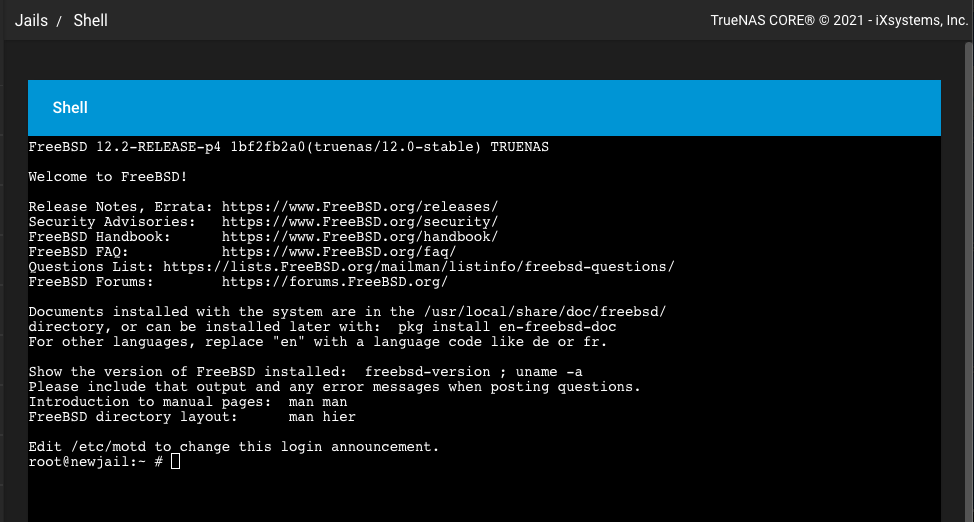 Jails / Shell
TrueNAS CORE® © 2021 - iXsystems, Inc.
Shell
FreeBSD 12.2-RELEASE-p4 1bf2fb2a0(truenas/12.0-stable) TRUENAS
Welcome to FreeBSD!
Release Notes, Errata: https://www.FreeBSD.org/releases/
Security Advisories:   https://www.FreeBSD.org/security/
FreeBSD Handbook:      https://www.FreeBSD.org/handbook/
FreeBSD FAQ:           https://www.FreeBSD.org/faq/
Questions List: https://lists.FreeBSD.org/mailman/listinfo/freebsd-questions/
FreeBSD Forums:        https://forums.FreeBSD.org/
Documents installed with the system are in the /usr/local/share/doc/freebsd/
directory, or can be installed later with:  pkg install en-freebsd-doc
For other languages, replace "en" with a language code like de or fr.
Show the version of FreeBSD installed:  freebsd-version ; uname -a
Please include that output and any error messages when posting questions.
Introduction to manual pages:  man man
FreeBSD directory layout:      man hier
Edit /etc/motd to change this login announcement.
root@newjail:~ #